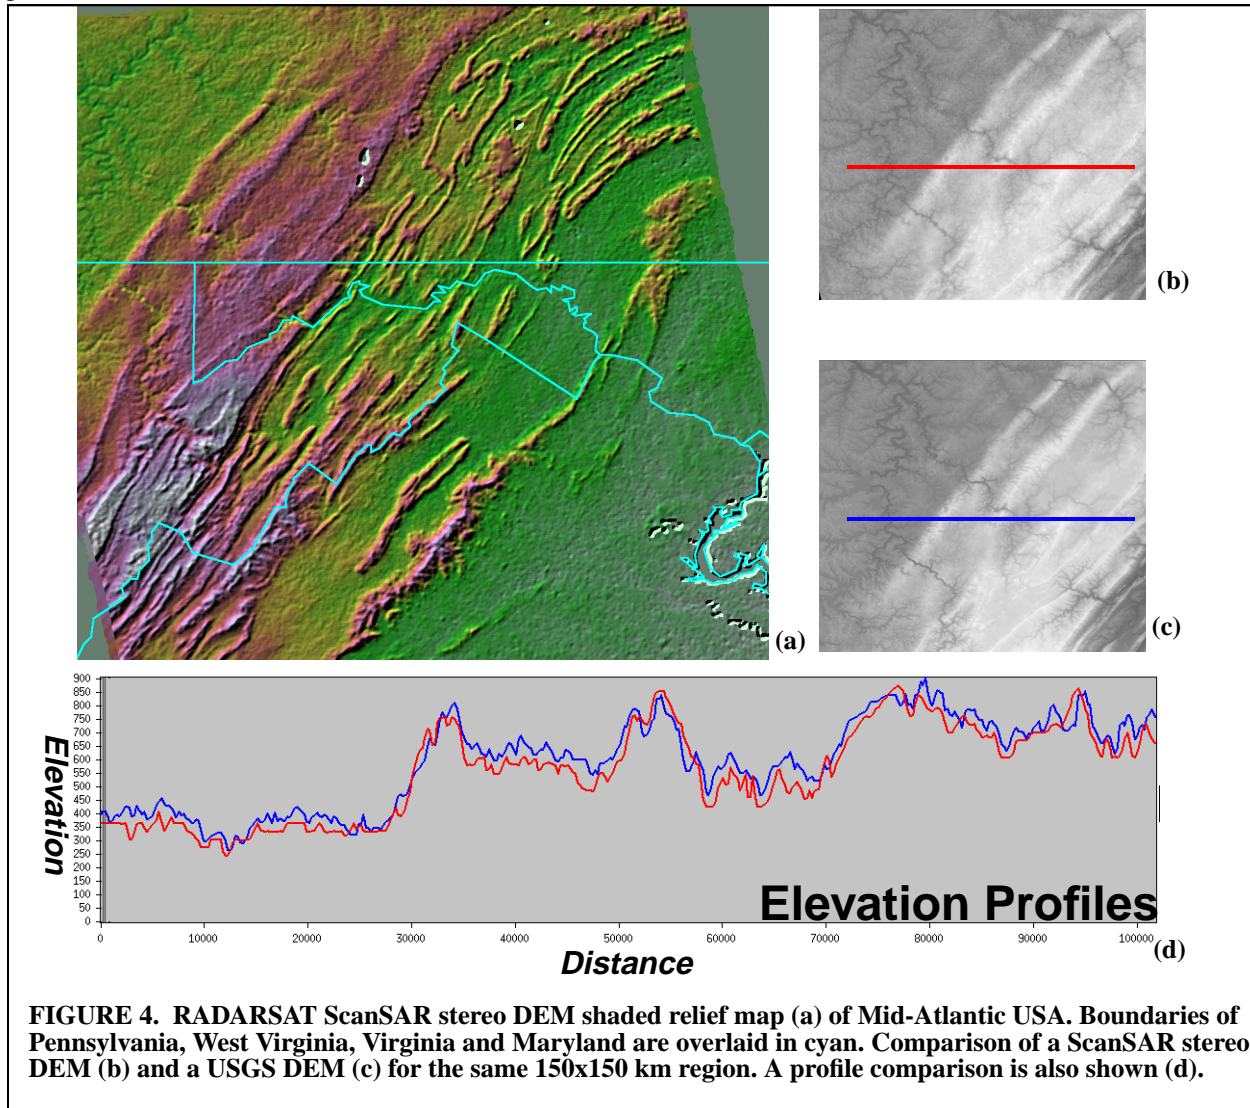 (a)
(b)
(c)
900
850
800
750
700
650
600
550
500
450
400
350
300
250
200
150
100
50
0
Elevation
Elevation Profiles
0 10000 20000 30000 40000 50000 60000 70000 80000 90000 100000
(d)
Distance
FIGURE 4. RADARSAT ScanSAR stereo DEM shaded relief map (a) of Mid-Atlantic USA. Boundaries of
Pennsylvania, West Virginia, Virginia and Maryland are overlaid in cyan. Comparison of a ScanSAR stereo
DEM (b) and a USGS DEM (c) for the same 150x150 km region. A profile comparison is also shown (d).